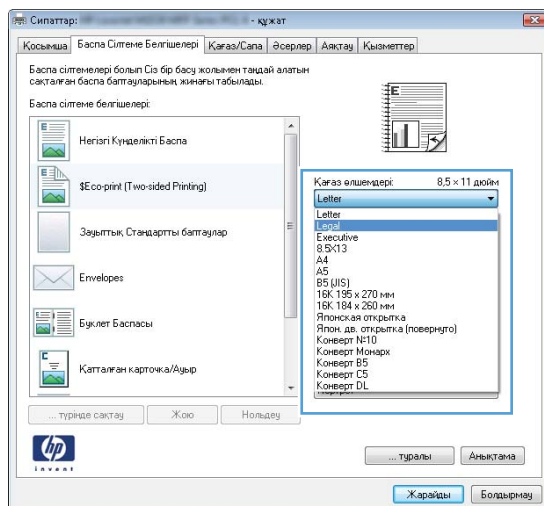 Сипаттар: - құжат
Қосымша
Баспа Сілтеме Белгішелері
Қағаз/Сапа
Әсерлер
Аяқтау
Қызметтер
Баспа сілтемелері болып Сіз бір басу жолымен таңдай алатын
сақталған баспа баптауларының жинағы табылады.
Баспа сілтеме белгішелері:
Негізгі Күнделікті Баспа
$Eco-print (Two-sided Printing)
Зауыттық Стандартты баптаулар
Envelopes
Буклет Баспасы
Қатталған карточка/Ауыр
... түрінде сақтау
Жою
Нольдеу
Қағаз өлшемдері:
8,5 × 11 дюйм
Letter
Letter
Legal
Executive
8.5X13
A4
A5
B5 (JIS)
16K 195 x 270 мм
16K 184 x 260 мм
Японская открытка
Япон. дв. открытка (повернуто)
Конверт №10
Конверт Монарх
Конверт B5
Конверт C5
Конверт DL
hp
invent
... туралы
Анықтама
Жарайды
Болдырмау